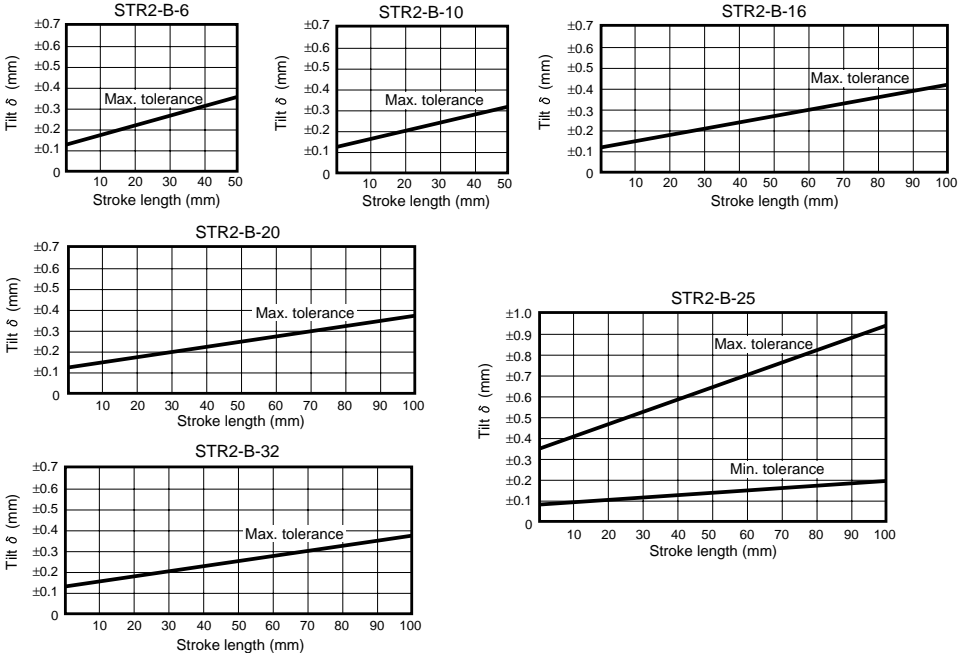 STR2-B-6
±0.7
±0.6
±0.5
±0.4
±0.3
±0.2
±0.1
0
Tilt δ (mm)
Max. tolerance
10 20 30 40 50
Stroke length (mm)
STR2-B-10
±0.7
±0.6
±0.5
±0.4
±0.3
±0.2
±0.1
0
Tilt δ (mm)
Max. tolerance
10 20 30 40 50
Stroke length (mm)
STR2-B-16
±0.7
±0.6
±0.5
±0.4
±0.3
±0.2
±0.1
0
Tilt δ (mm)
Max. tolerance
10 20 30 40 50 60 70 80 90 100
Stroke length (mm)
STR2-B-20
±0.7
±0.6
±0.5
±0.4
±0.3
±0.2
±0.1
0
Tilt δ (mm)
Max. tolerance
10 20 30 40 50 60 70 80 90 100
Stroke length (mm)
STR2-B-25
±1.0
±0.9
±0.8
±0.7
±0.6
±0.5
±0.4
±0.3
±0.2
±0.1
0
Tilt δ (mm)
Max. tolerance
Min. tolerance
10 20 30 40 50 60 70 80 90 100
Stroke length (mm)
STR2-B-32
±0.7
±0.6
±0.5
±0.4
±0.3
±0.2
±0.1
0
Tilt δ (mm)
Max. tolerance
10 20 30 40 50 60 70 80 90 100
Stroke length (mm)